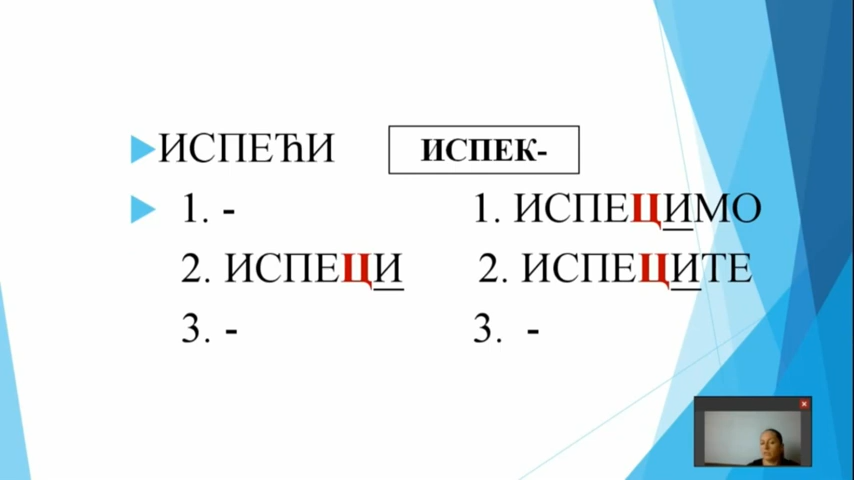 ИСПЕЋИ ИСПЕК-
1. - 1. ИСПЕЦИМО
2. ИСПЕЦИ 2. ИСПЕЦИТЕ
3. - 3. -